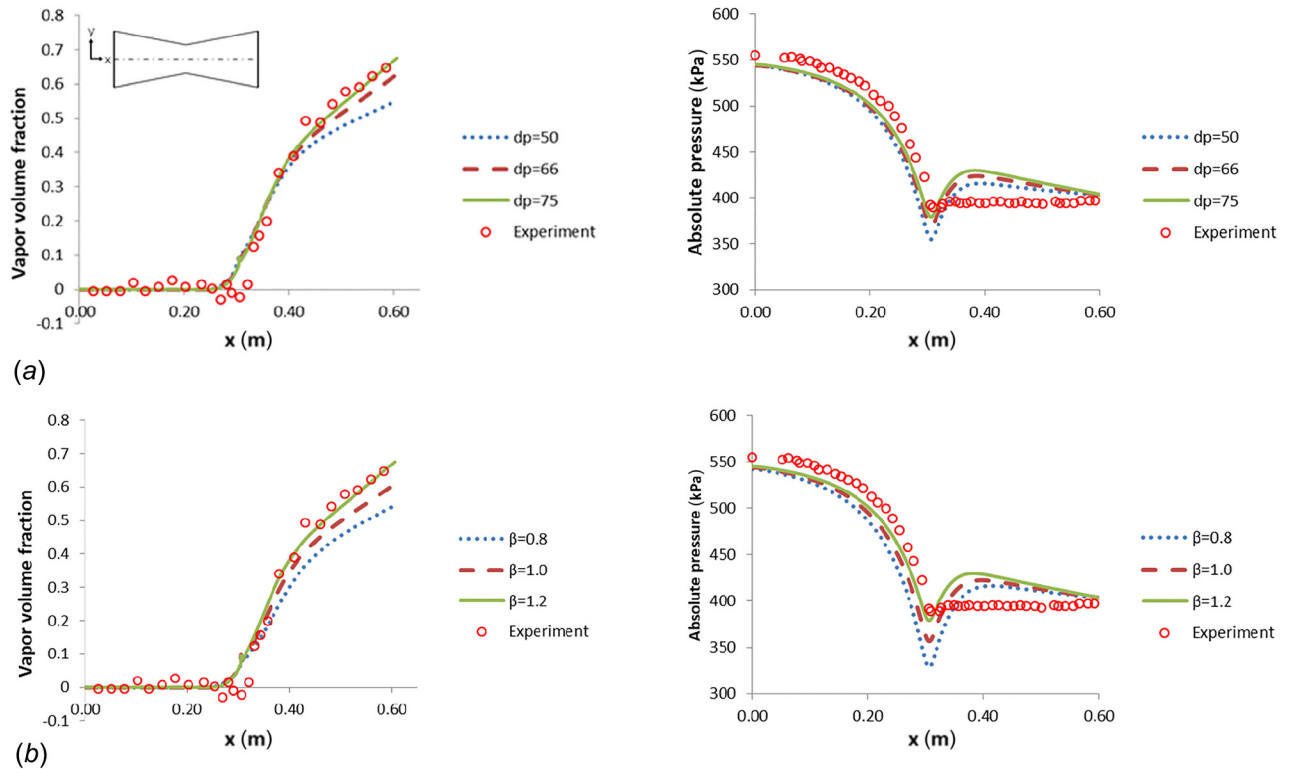 0.8
0.7
0.6
0.5
0.4
0.3
0.2
0.1
0
-0.1
Vapor volume fraction
y
x
0.00 0.20 0.40 0.60
x (m)
dp=50
dp=66
dp=75
Experiment
600
550
500
450
400
350
300
Absolute pressure (kPa)
0.00 0.20 0.40 0.60
x (m)
dp=50
dp=66
dp=75
Experiment
(a)
0.8
0.7
0.6
0.5
0.4
0.3
0.2
0.1
0
-0.1
Vapor volume fraction
0.00 0.20 0.40 0.60
x (m)
β=0.8
β=1.0
β=1.2
Experiment
600
550
500
450
400
350
300
Absolute pressure (kPa)
0.00 0.20 0.40 0.60
x (m)
β=0.8
β=1.0
β=1.2
Experiment
(b)